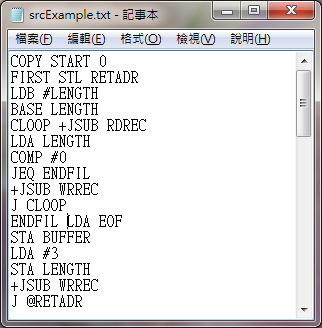 srcExample.txt - 記事本
檔案(F) 編輯(E) 格式(O) 檢視(V) 說明(H)
COPY START 0
FIRST STL RETADR
LDB #LENGTH
BASE LENGTH
CLOOP +JSUB RDREC
LDA LENGTH
COMP #0
JEQ ENDFIL
+JSUB WRREC
J CLOOP
ENDFIL LDA EOF
STA BUFFER
LDA #3
STA LENGTH
+JSUB WRREC
J @RETADR